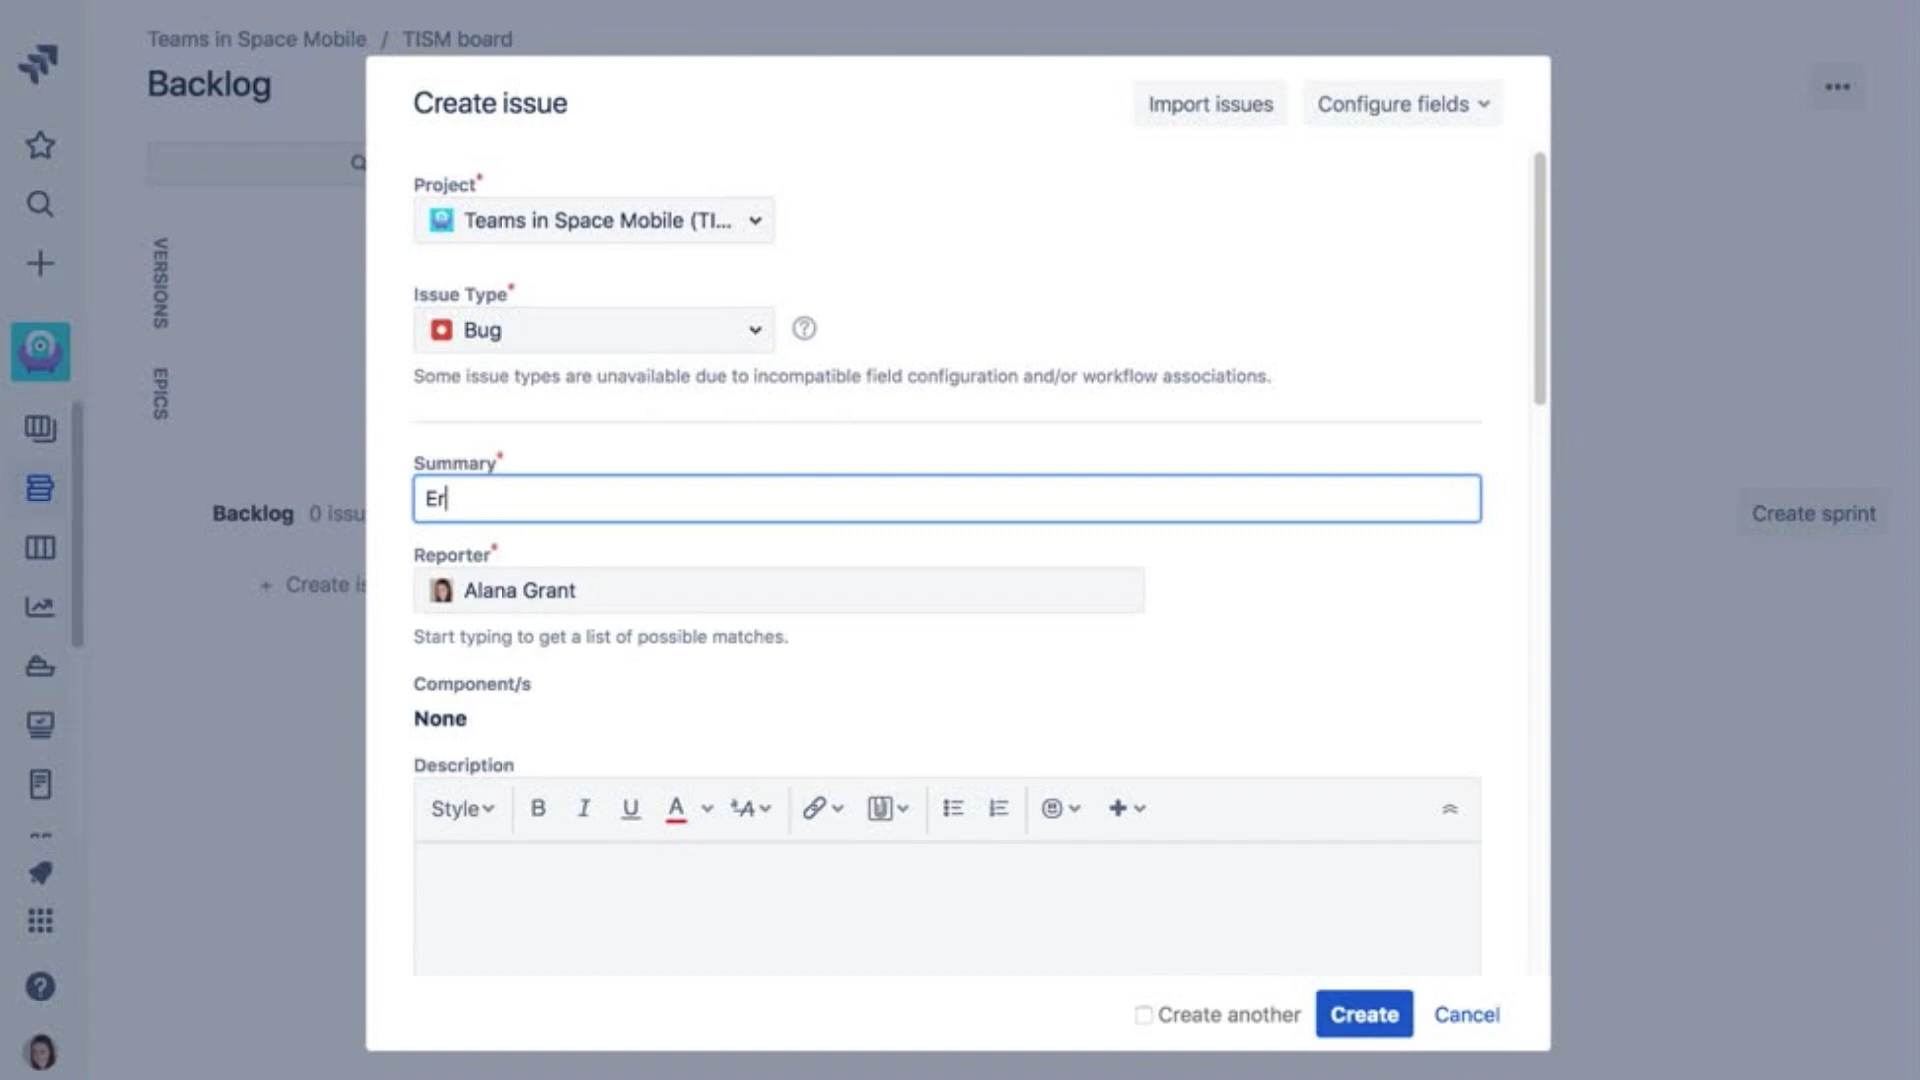 Teams in Space Mobile / TISM board
Backlog
Create issue
Import issues
Configure fields
Project*
Teams in Space Mobile (TI...
VERSIONS
Issue Type*
Bug
Some issue types are unavailable due to incompatible field configuration and/or workflow associations.
EPICS
Summary*
Er
Backlog 0 issu
Create sprint
Reporter*
Alana Grant
+ Create is
Start typing to get a list of possible matches.
Component/s
None
Description
Style B I U A A
Create another
Create
Cancel